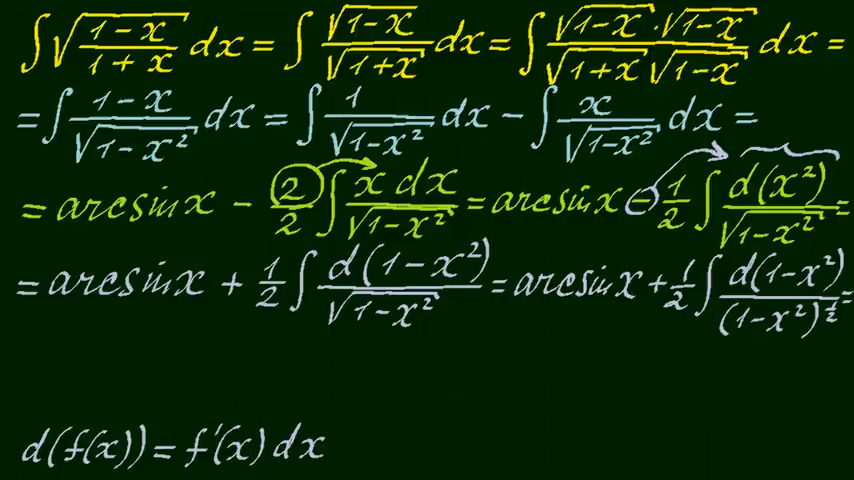 ∫√((1-x)/(1+x)) dx = ∫ √(1-x)/√(1+x) dx = ∫ (√(1-x)·√(1-x))/(√(1+x)√(1-x)) dx =
= ∫ (1-x)/√(1-x²) dx = ∫ 1/√(1-x²) dx - ∫ x/√(1-x²) dx =
= arcsin x - 2/2 ∫ x dx/√(1-x²) = arcsin x - 1/2 ∫ d(x²)/√(1-x²) =
= arcsin x + 1/2 ∫ d(1-x²)/√(1-x²) = arcsin x + 1/2 ∫ d(1-x²)/(1-x²)^(1/2) =
d(f(x)) = f'(x) dx